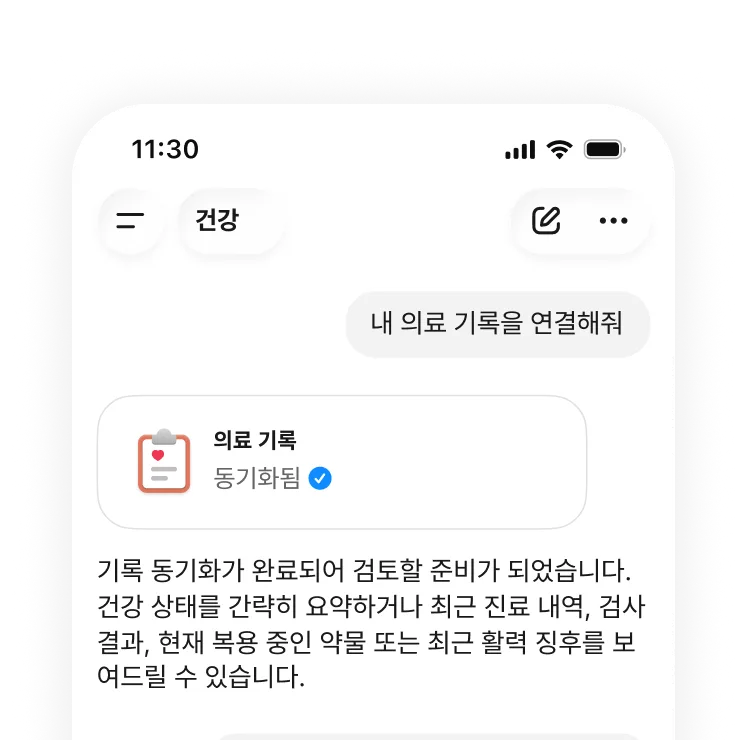 11:30
건강
내 의료 기록을 연결해줘
의료 기록
동기화됨
기록 동기화가 완료되어 검토할 준비가 되었습니다.
건강 상태를 간략히 요약하거나 최근 진료 내역, 검사
결과, 현재 복용 중인 약물 또는 최근 활력 징후를 보
여드릴 수 있습니다.